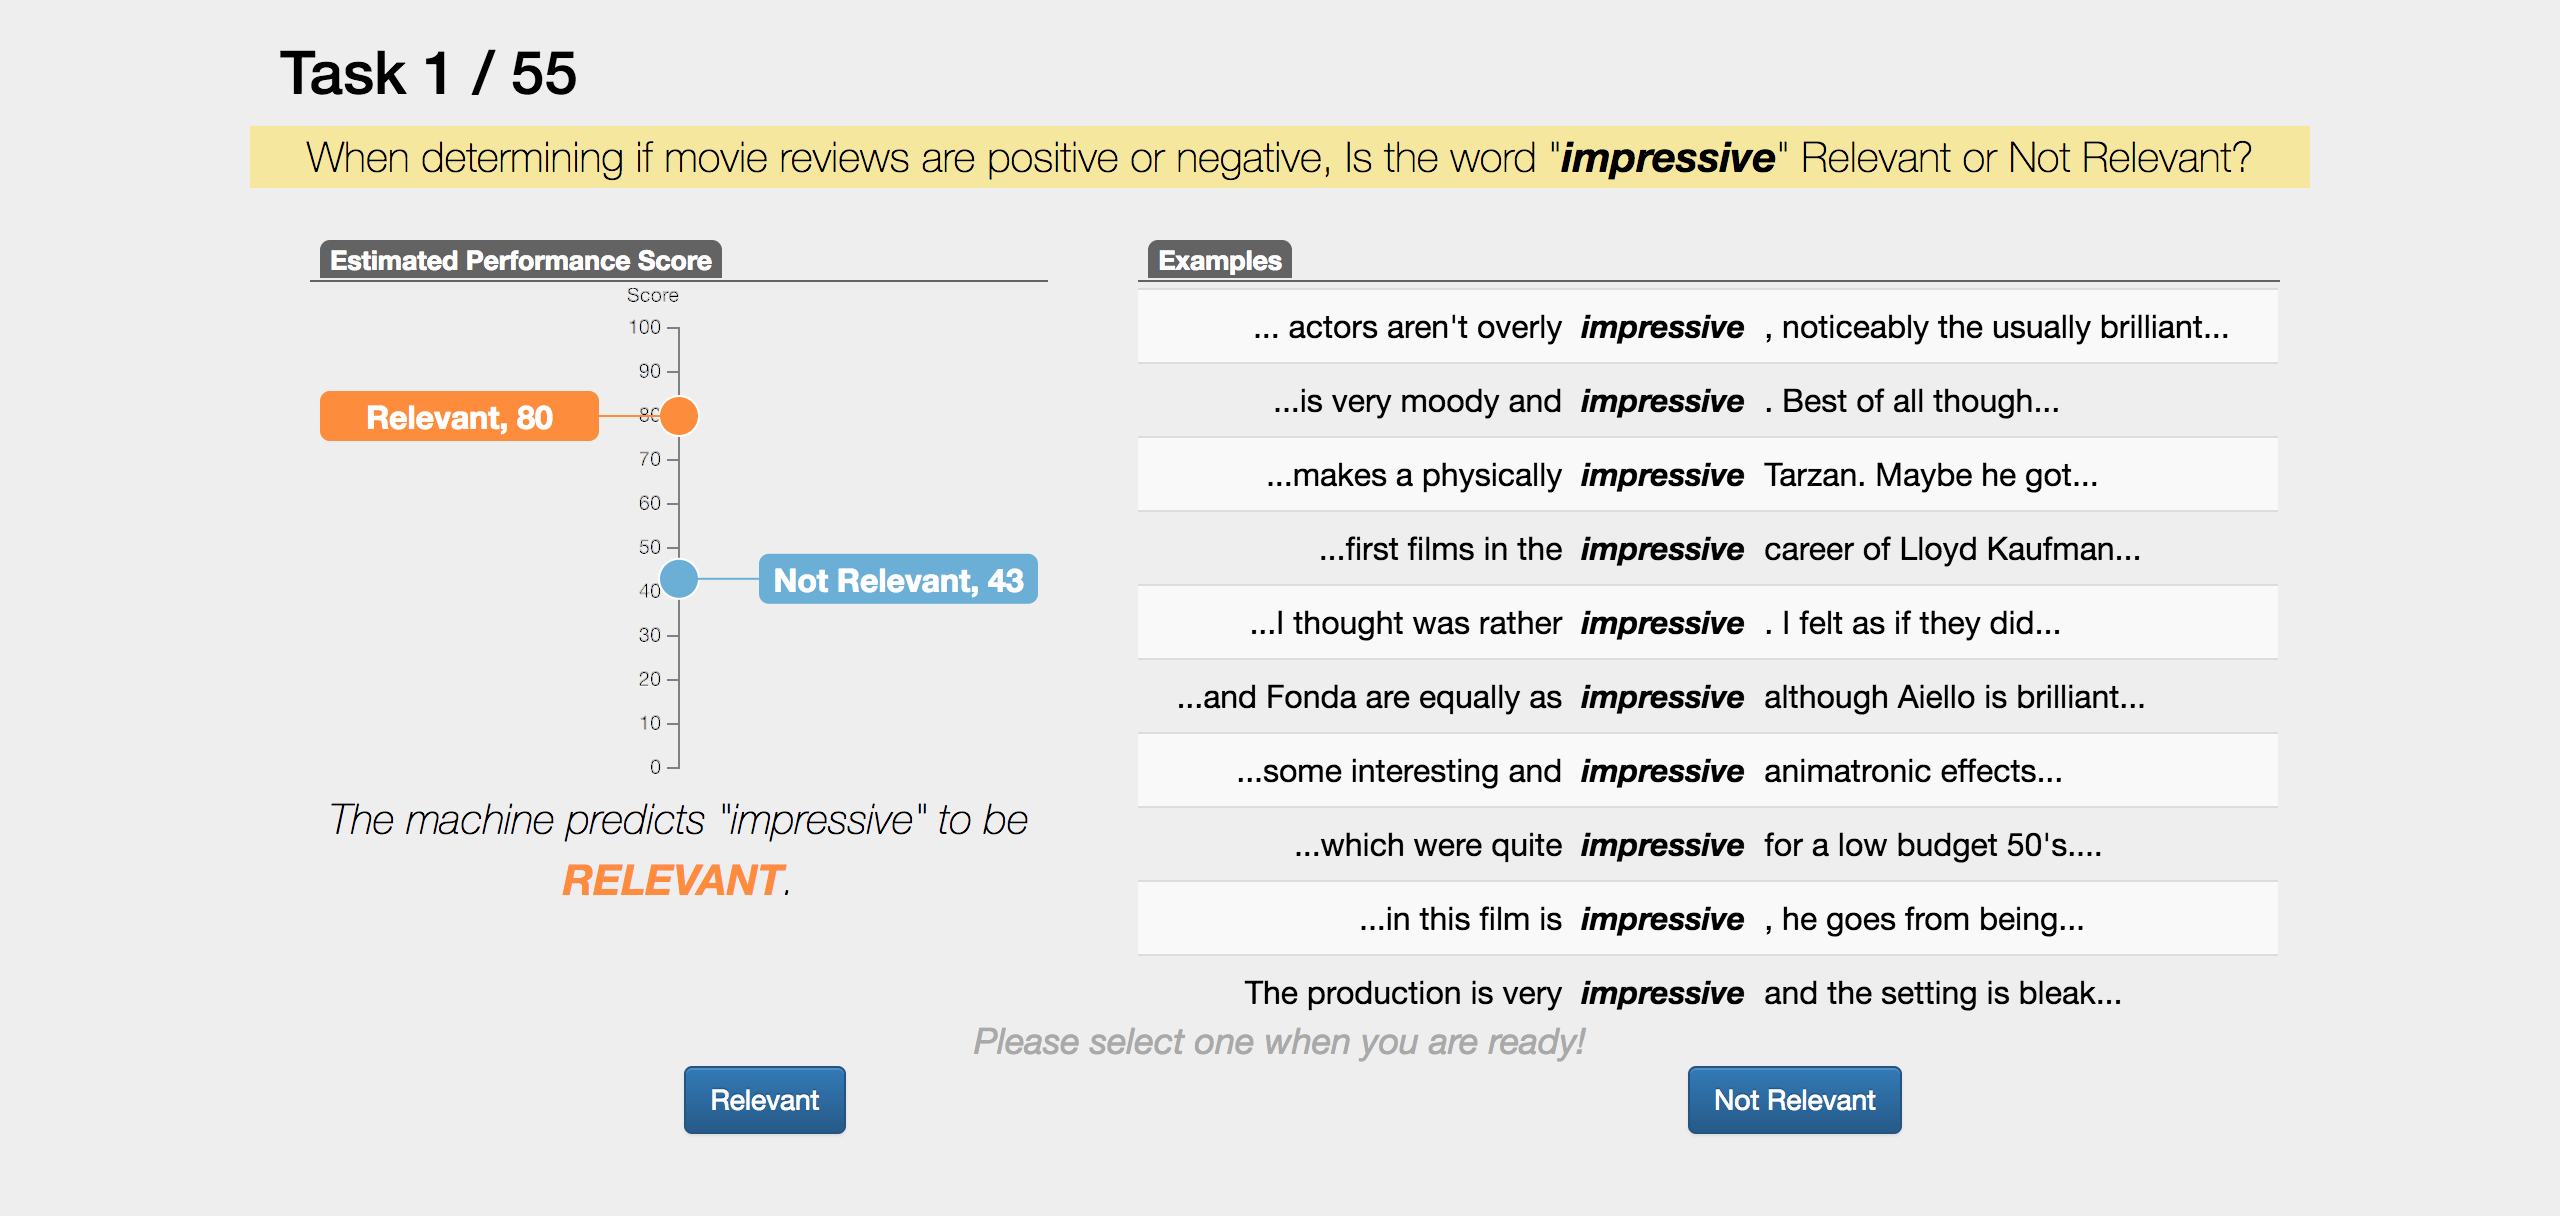 Task 1 / 55
When determining if movie reviews are positive or negative, Is the word "impressive" Relevant or Not Relevant?
Estimated Performance Score
Score
100
90
80
70
60
50
40
30
20
10
0
Relevant, 80
Not Relevant, 43
The machine predicts "impressive" to be
RELEVANT.
Examples
... actors aren't overly impressive , noticeably the usually brilliant...
...is very moody and impressive . Best of all though...
...makes a physically impressive Tarzan. Maybe he got...
...first films in the impressive career of Lloyd Kaufman...
...I thought was rather impressive . I felt as if they did...
...and Fonda are equally as impressive although Aiello is brilliant...
...some interesting and impressive animatronic effects...
...which were quite impressive for a low budget 50's....
...in this film is impressive , he goes from being...
The production is very impressive and the setting is bleak...
Please select one when you are ready!
Relevant
Not Relevant